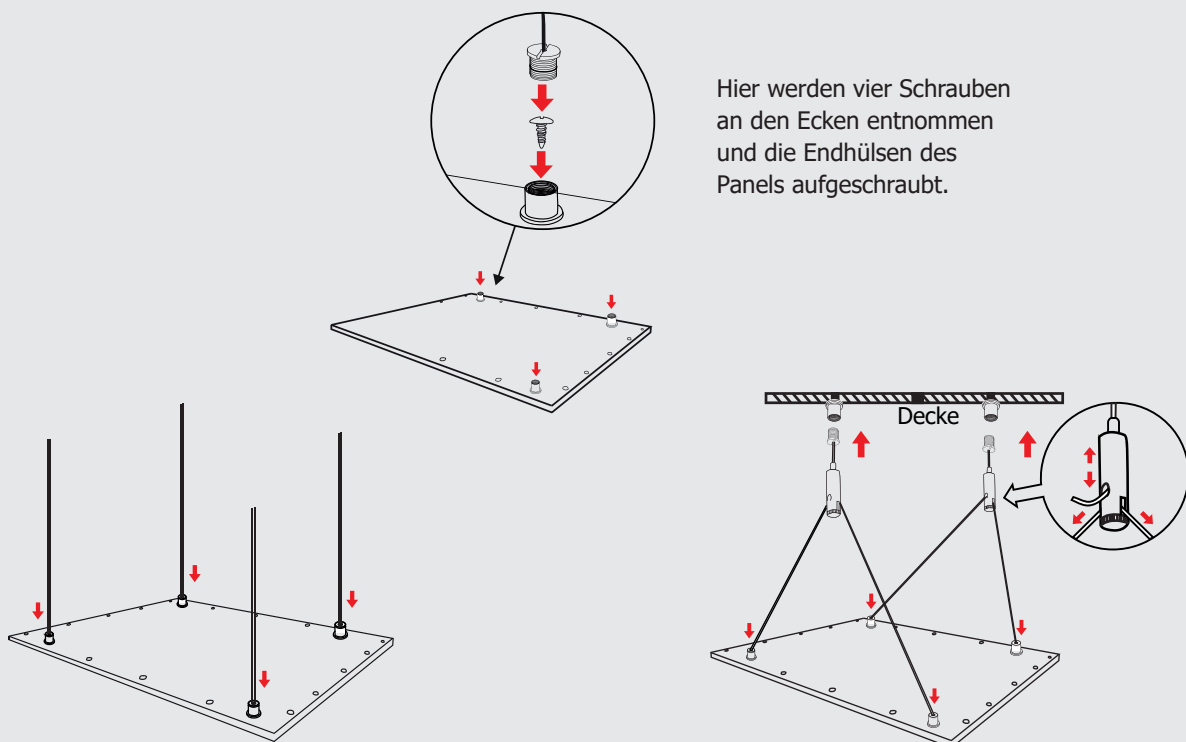 Hier werden vier Schrauben
an den Ecken entnommen
und die Endhülsen des
Panels aufgeschraubt.
Decke